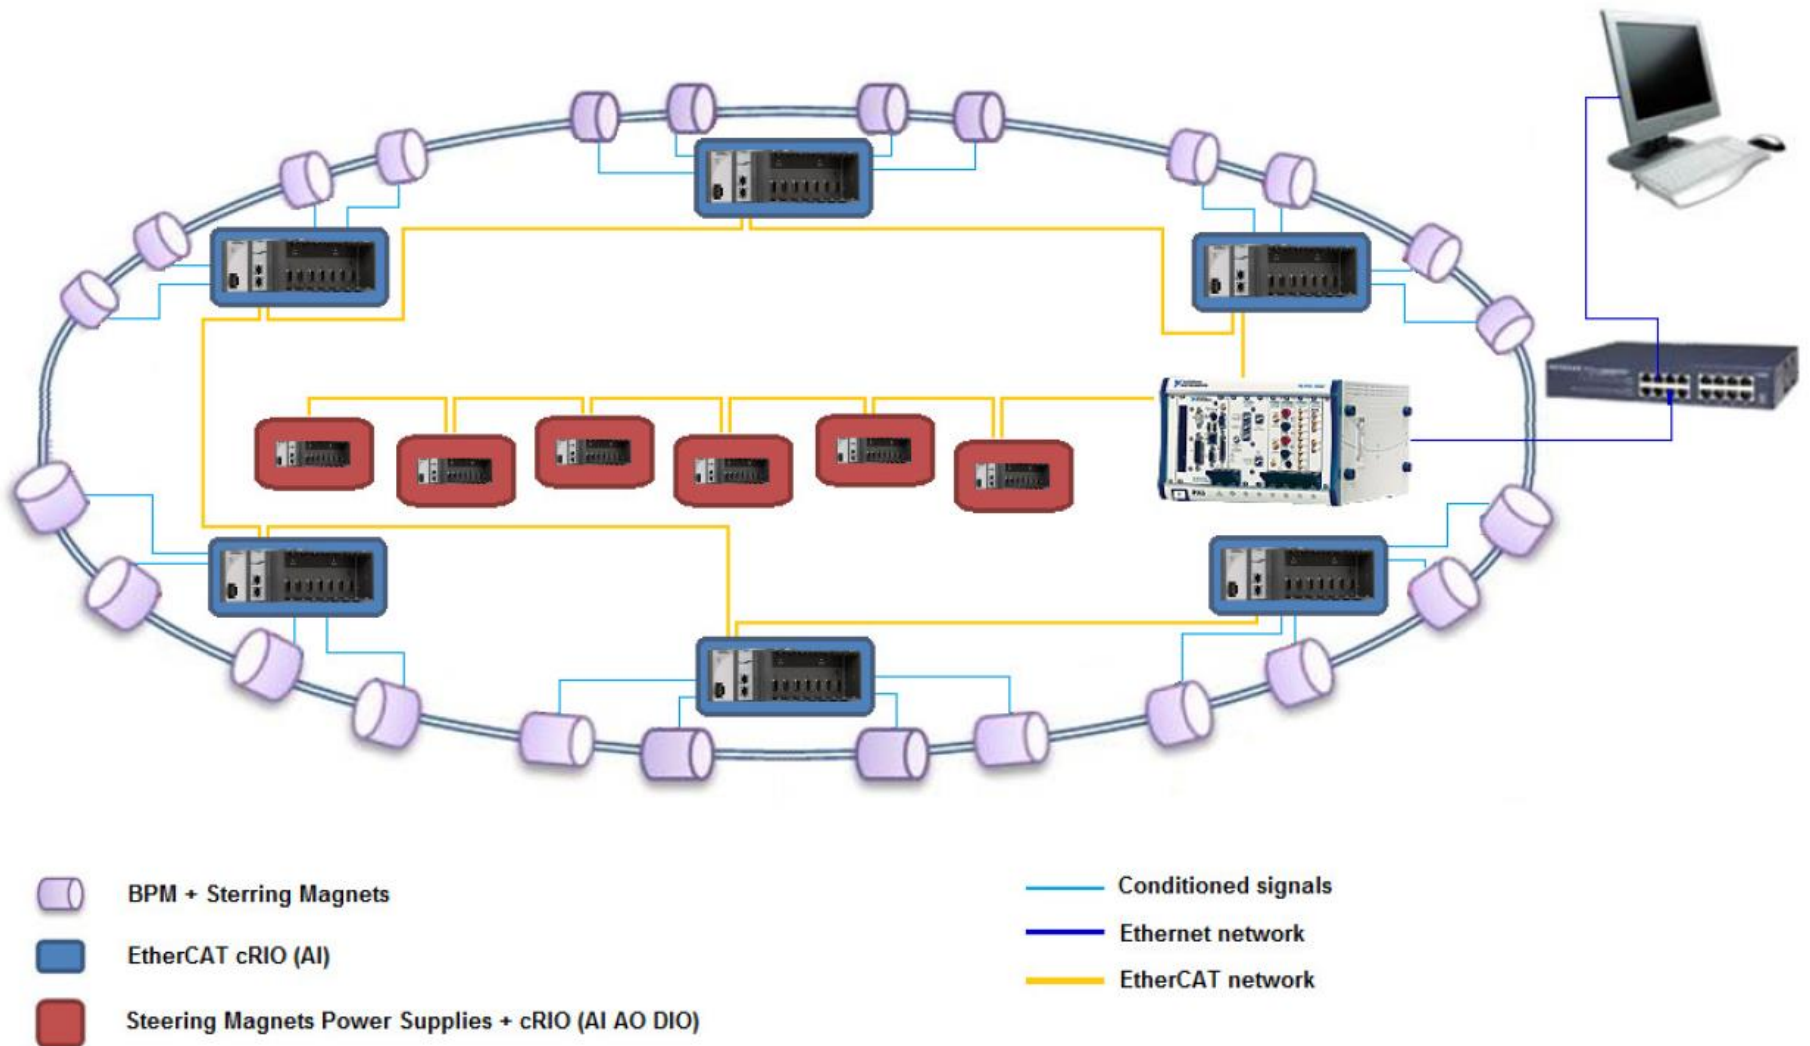 BPM + Sterring Magnets
EtherCAT cRIO (AI)
Steering Magnets Power Supplies + cRIO (AI AO DIO)
Conditioned signals
Ethernet network
EtherCAT network